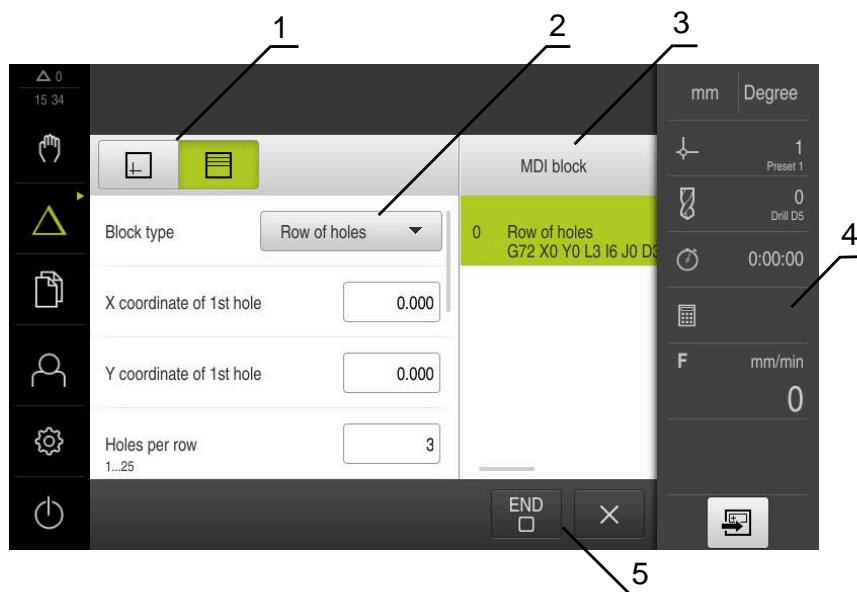 1
2
3
0
15 34
mm Degree
MDI block
1
Preset 1
0
Drill D5
Block type Row of holes
0 Row of holes
G72 X0 Y0 L3 I6 J0 D3
4
0:00:00
X coordinate of 1st hole 0.000
F mm/min
0
Y coordinate of 1st hole 0.000
Holes per row 3
1...25
END
5